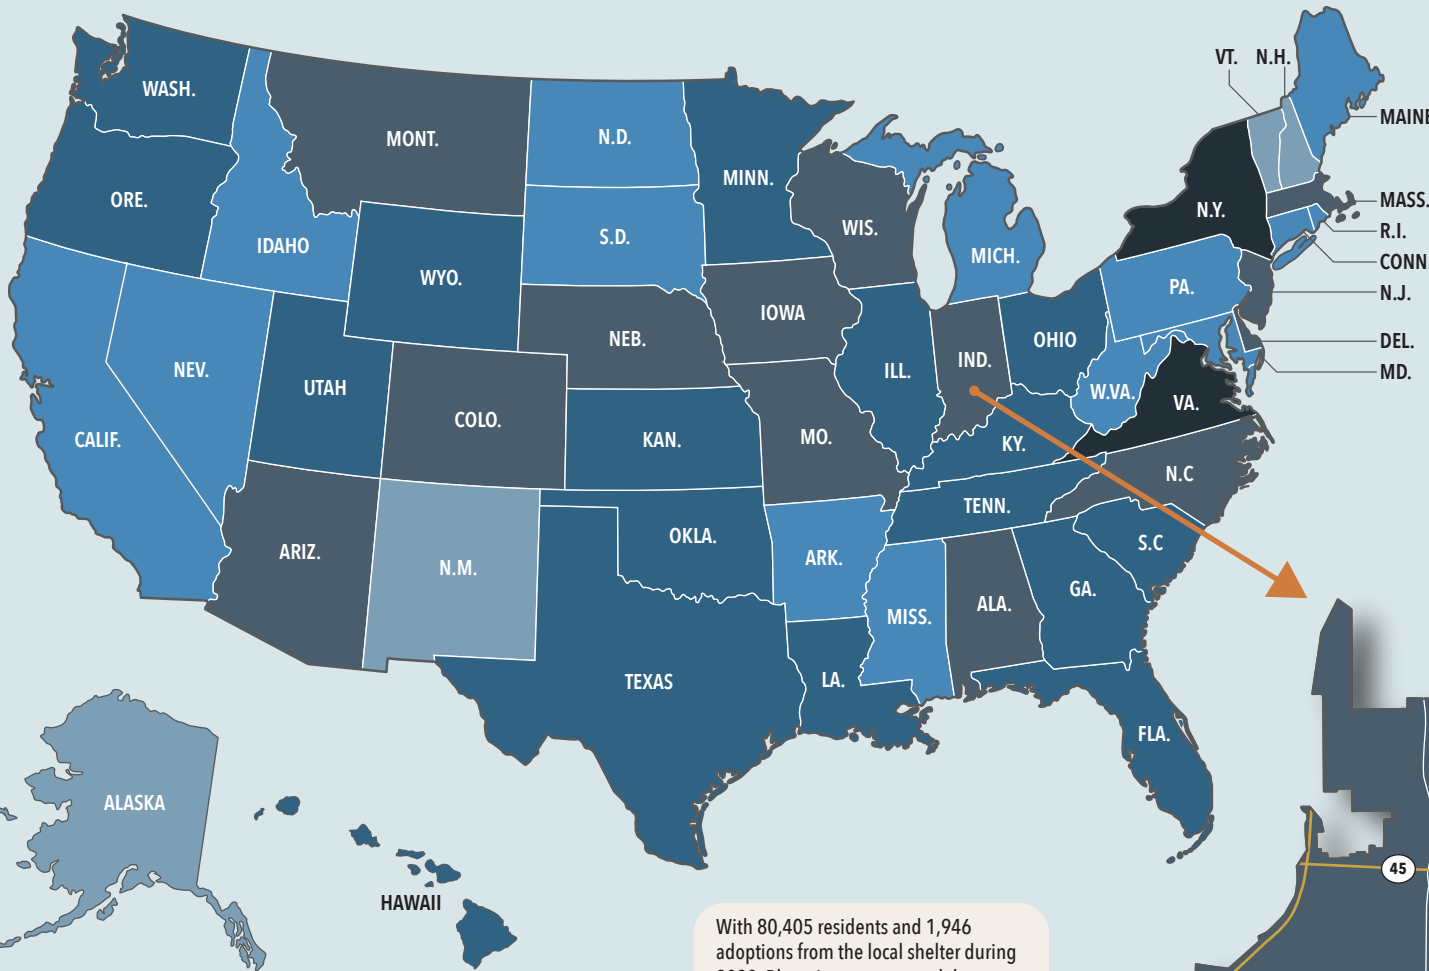 VT. N.H.
WASH.
MAINE
MONT.
N.D.
MINN.
ORE.
MASS.
N.Y.
WIS.
R.I.
S.D.
IDAHO
MICH.
CONN.
WYO.
PA.
N.J.
IOWA
NEB.
OHIO
DEL.
IND.
NEV.
ILL.
MD.
UTAH
W.VA.
VA.
COLO.
MO.
CALIF.
KAN.
KY.
N.C
TENN.
OKLA.
S.C
ARIZ.
ARK.
N.M.
GA.
ALA.
MISS.
LA.
TEXAS
FLA.
ALASKA
45
HAWAII
With 80,405 residents and 1,946
adoptions from the local shelter during